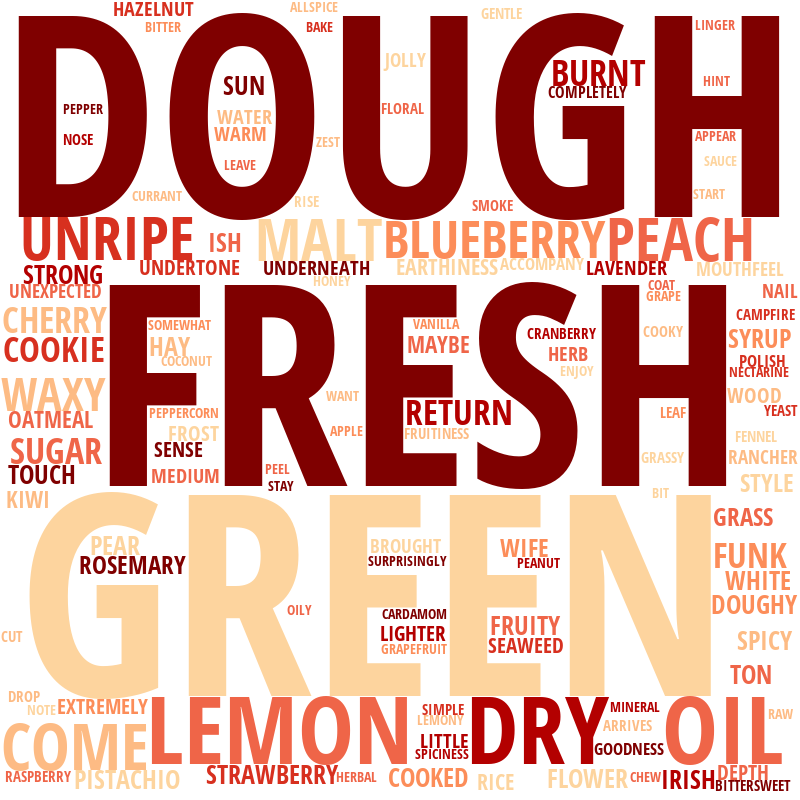 HAZELNUT
ALLSPICE
GENTLE
BITTER
BAKE
LINGER
DOUGH
JOLLY
SUN
BURNT
HINT
COMPLETELY
PEPPER
WATER
FLORAL
NOSE
WARM
ZEST
APPEAR
LEAVE
SAUCE
CURRANT
RISE
SMOKE
START
UNRIPE
ISH
MALT
BLUEBERRY
PEACH
STRONG
UNDERTONE
UNDERNEATH
EARTHINESS
ACCOMPANY
LAVENDER
MOUTHFEEL
HONEY
UNEXPECTED
COAT
GRAPE
NAIL
FRESH
CHERRY
SOMEWHAT
VANILLA
CRANBERRY
COOKY
CAMPFIRE
SYRUP
COOKIE
HAY
MAYBE
HERB
COCONUT
POLISH
ENJOY
NECTARINE
WAXY
WANT
WOOD
OATMEAL
PEPPERCORN
RETURN
LEAF
YEAST
FROST
APPLE
FRUITINESS
FENNEL
SUGAR
SENSE
GRASSY
RANCHER
TOUCH
MEDIUM
PEEL
STAY
STYLE
KIWI
BIT
GREEN
GRASS
PEAR
BROUGHT
WIFE
FUNK
ROSEMARY
SURPRISINGLY
PEANUT
WHITE
OILY
CARDAMOM
DOUGHY
CUT
LIGHTER
FRUITY
SPICY
GRAPEFRUIT
SEAWEED
TON
DROP
NOTE
EXTREMELY
SIMPLE
MINERAL
RAW
COME
LEMON
LEMONY
DRY
ARRIVES
OIL
LITTLE
SPICINESS
GOODNESS
RASPBERRY
PISTACHIO
STRAWBERRY
HERBAL
COOKED
RICE
FLOWER
CHEW
IRISH
DEPTH
BITTERSWEET